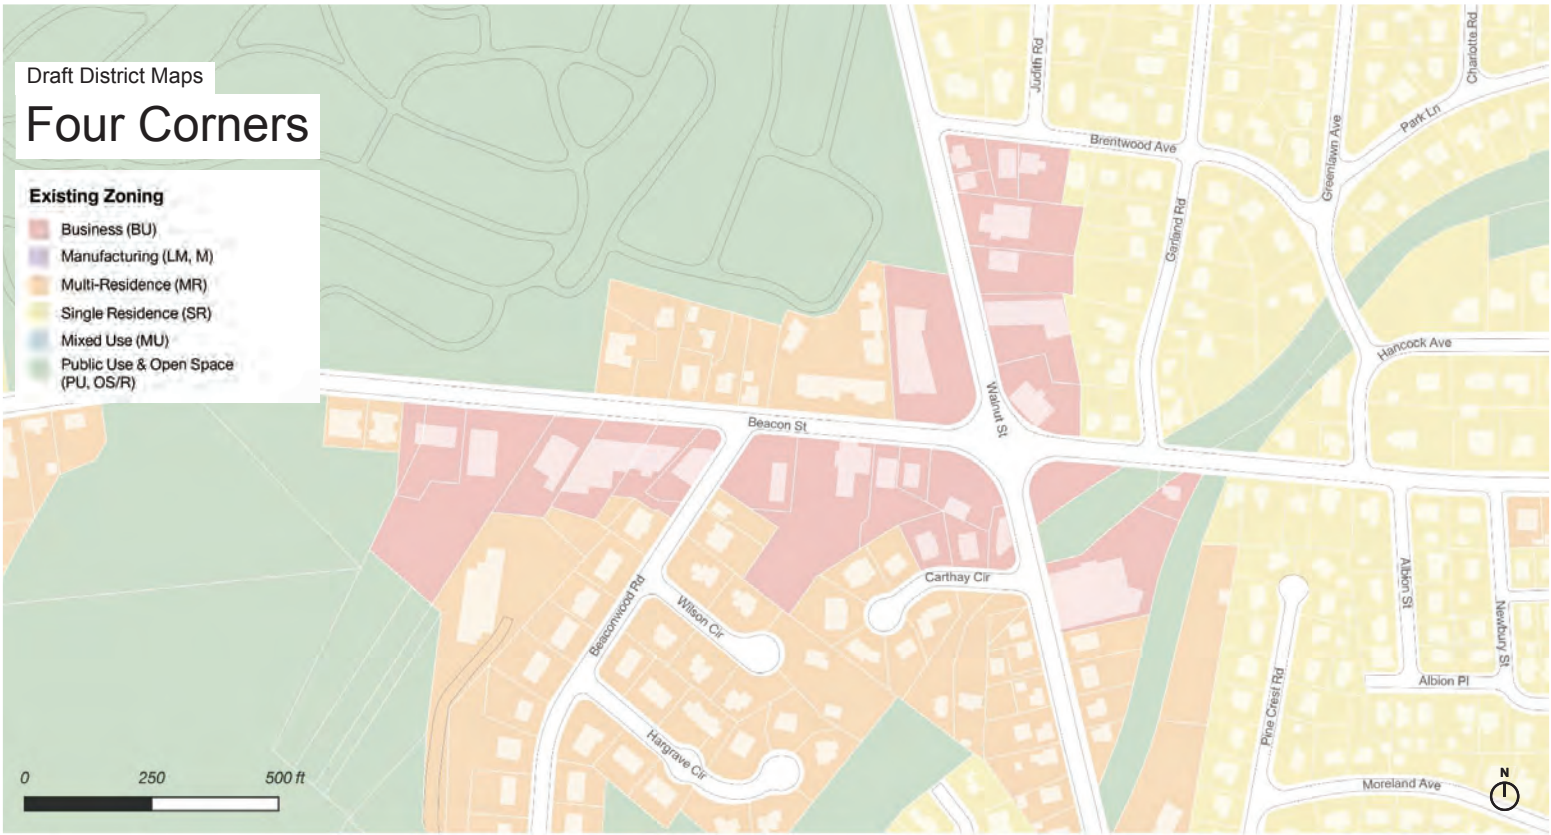 Draft District Maps
Four Corners
Existing Zoning
Business (BU)
Manufacturing (LM, M)
Multi-Residence (MR)
Single Residence (SR)
Mixed Use (MU)
Public Use & Open Space
(PU, OS/R)
Judith Rd
Charlotte Rd
Park Ln
Brentwood Ave
Greenlawn Ave
Garland Rd
Hancock Ave
Walnut St
Beacon St
Carthay Cir
Beaconwood Rd
Wilson Cir
Hargrave Cir
Albion St
Newbury St
Albion Pl
Pine Crest Rd
Moreland Ave
0 250 500 ft
N